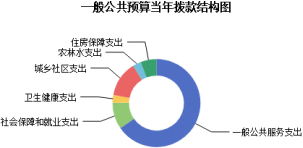 一般公共预算当年拨款结构图
住房保障支出
农林水支出
城乡社区支出
卫生健康支出
社会保障和就业支出
一般公共服务支出